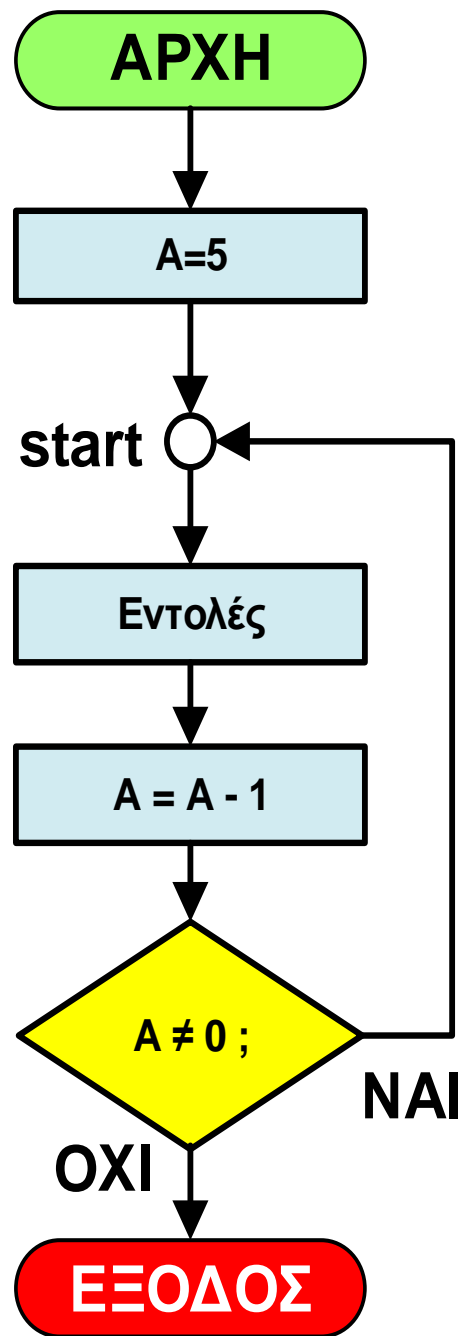 ΑΡΧΗ
Α=5
start
Εντολές
Α = Α - 1
Α ≠ 0 ;
ΝΑΙ
ΟΧΙ
ΕΞΟΔΟΣ